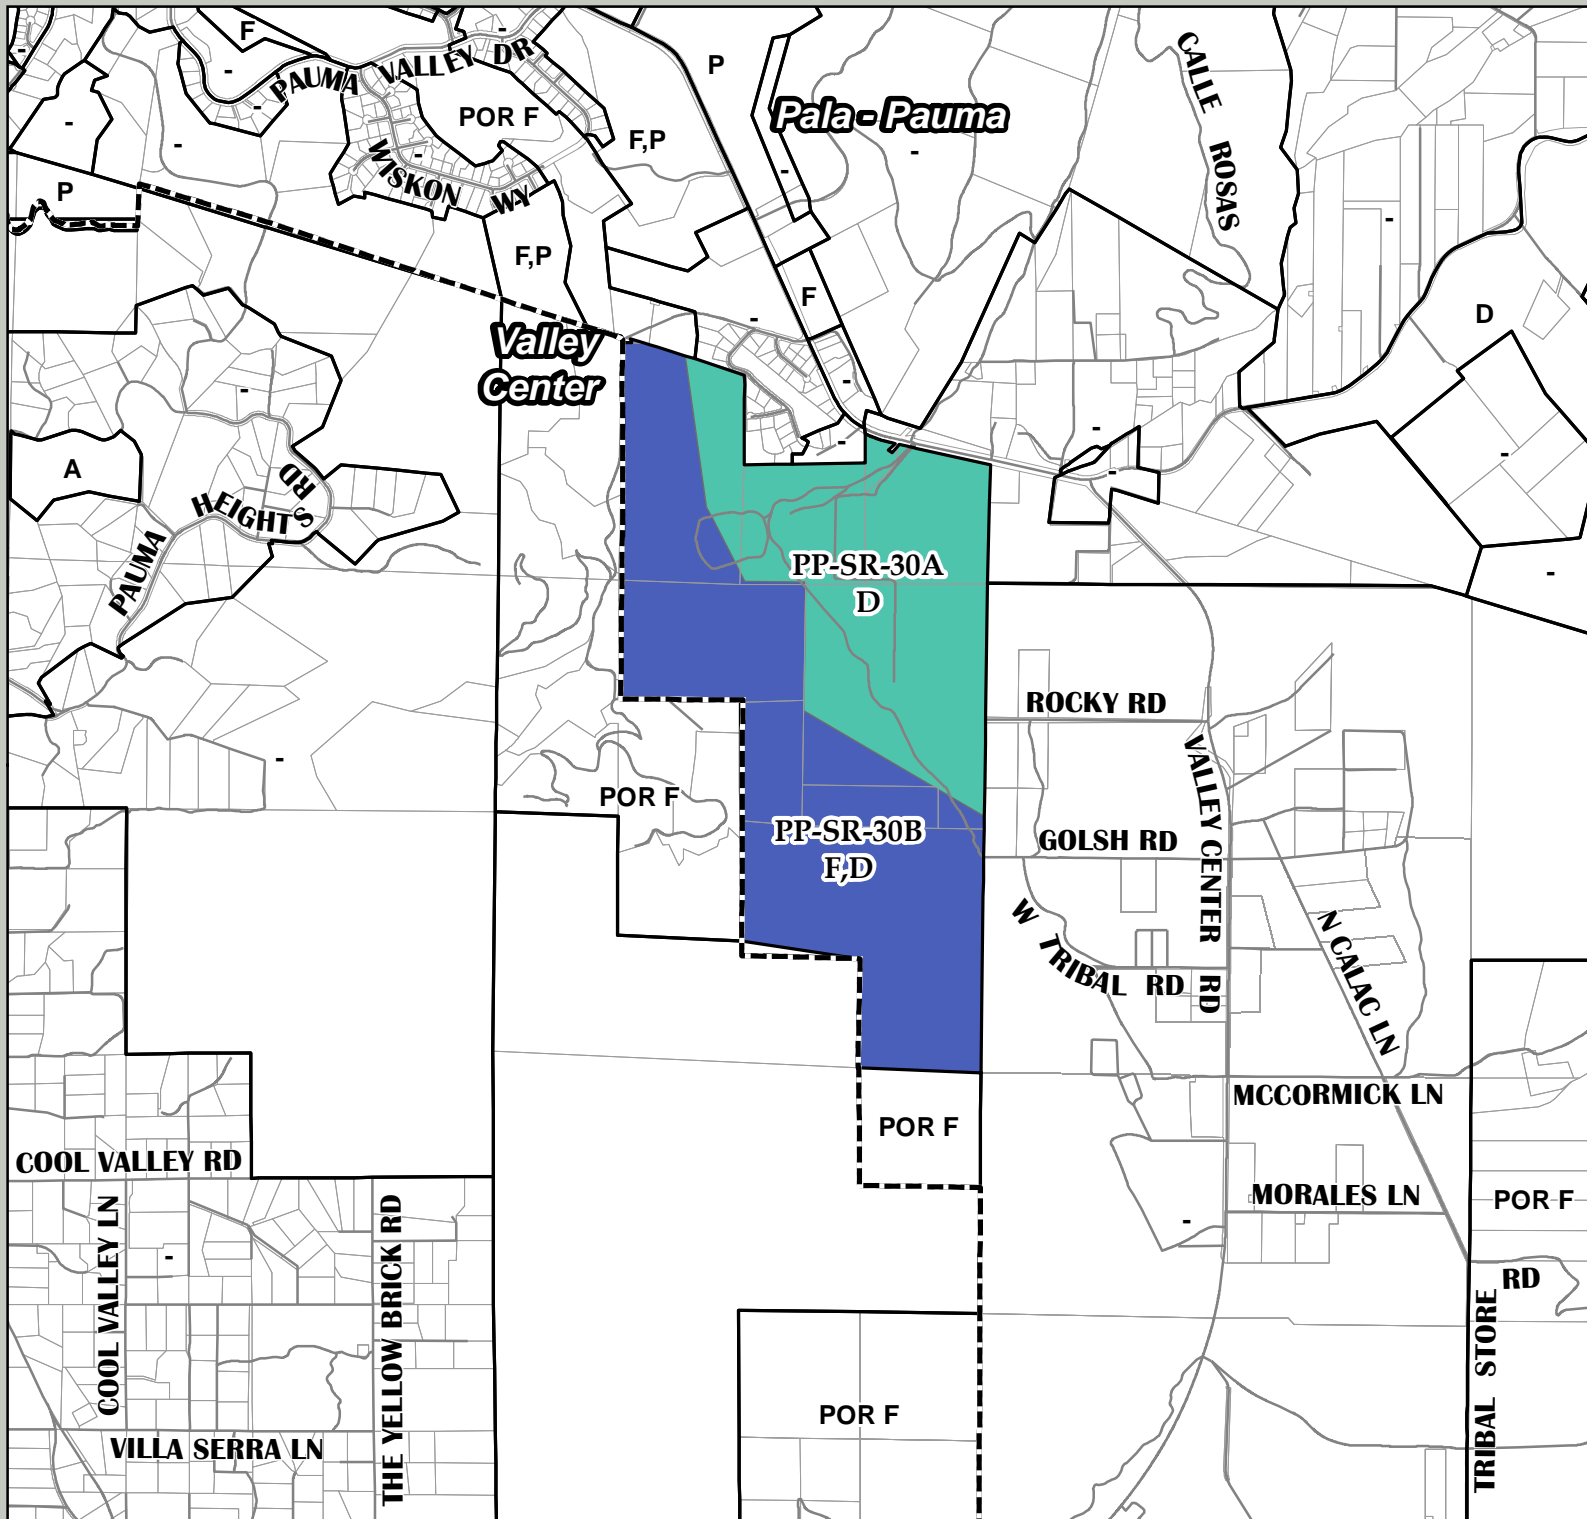 F
-
-
PAUMA VALLEY DR
-
-
P
POR F
Pala - Pauma
CALLE ROSAS
-
-
F,P
-
-
WISKON WY
-
P
-
F,P
F
D
-
Valley
Center
-
-
-
-
A
-
-
-
PAUMA HEIGHTS RD
PP-SR-30A
D
-
ROCKY RD
-
POR F
VALLEY CENTER RD
PP-SR-30B
F,D
GOLSH RD
W TRIBAL RD
N CALAC LN
MCCORMICK LN
POR F
COOL VALLEY RD
MORALES LN
POR F
-
COOL VALLEY LN
-
THE YELLOW BRICK RD
TRIBAL STORE RD
POR F
VILLA SERRA LN